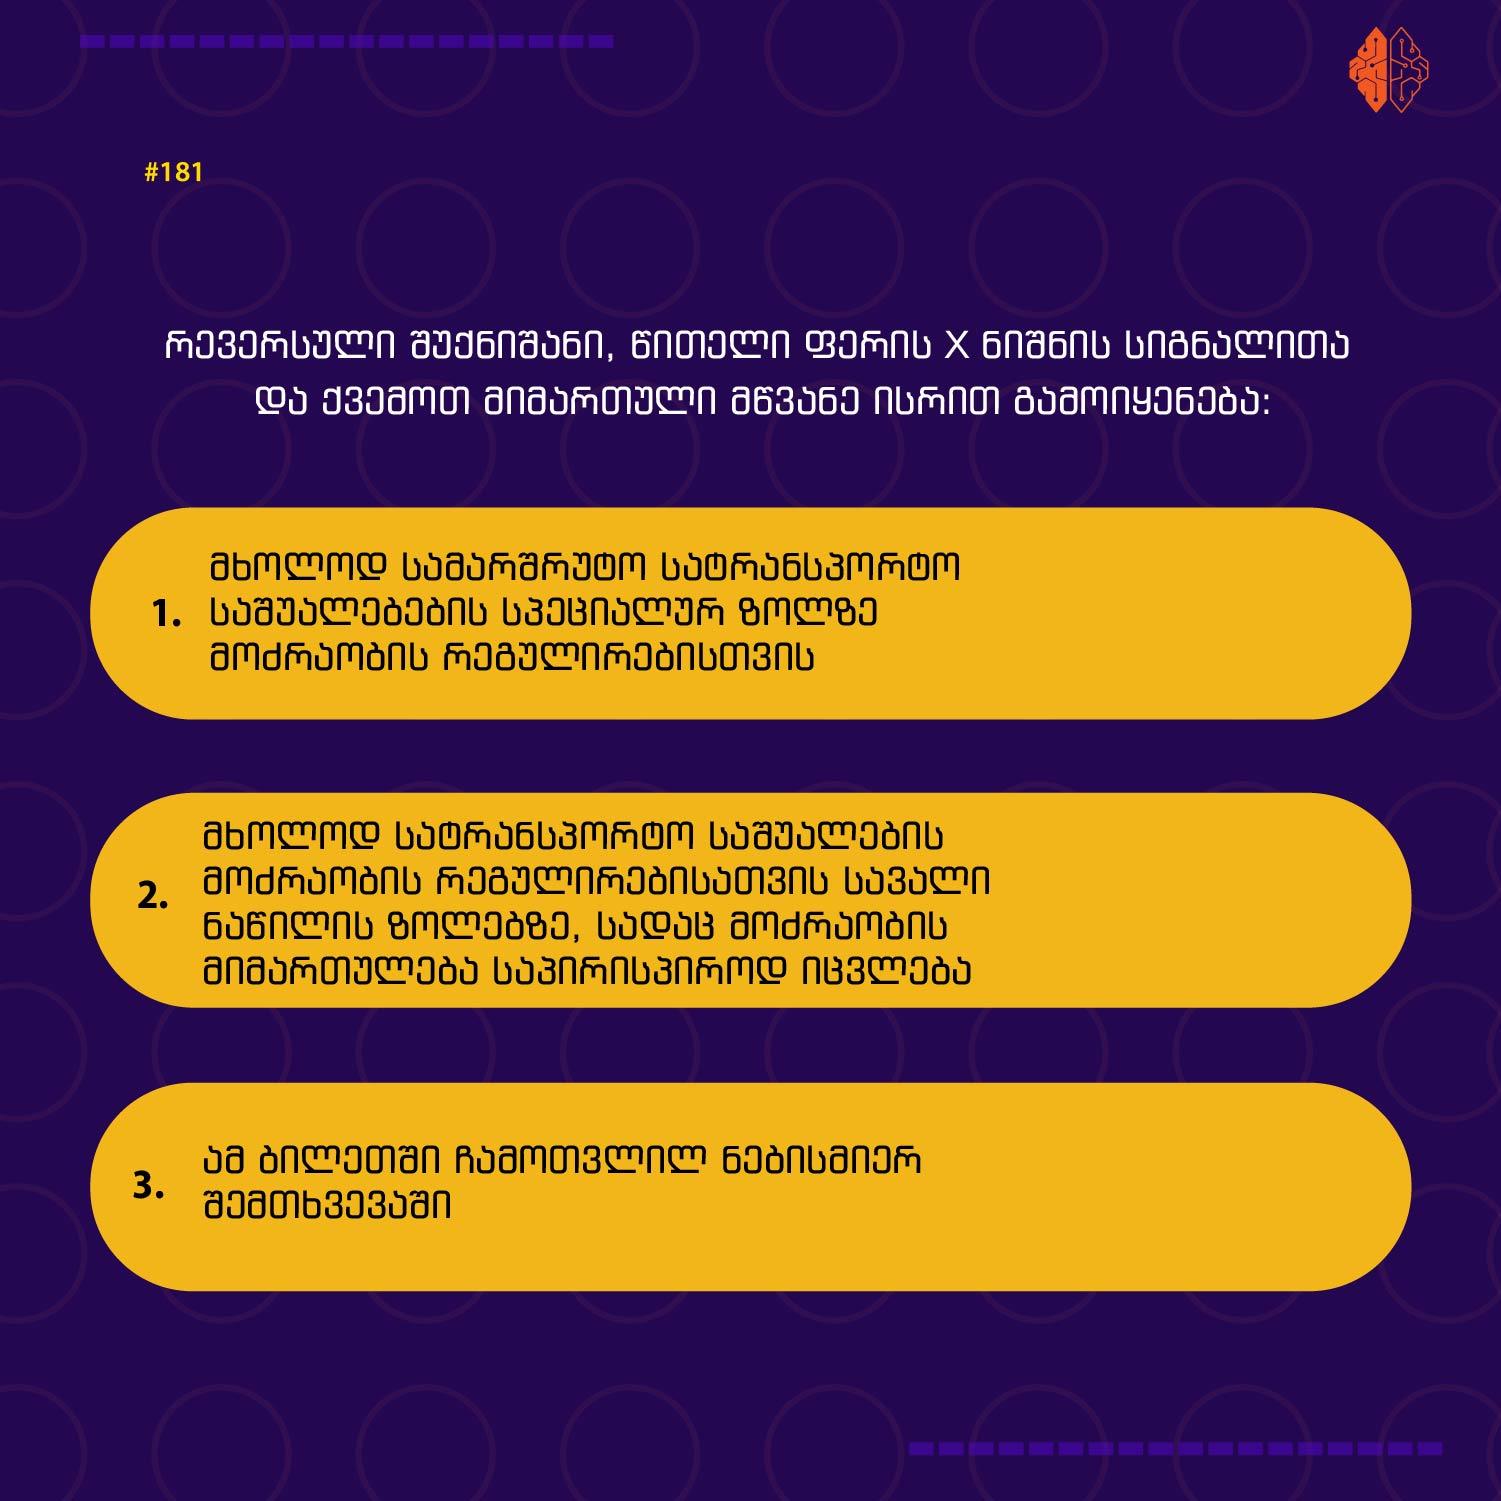 #181
რევერსული შუქნიშანი, წითელი ფერის X ნიშნის სიგნალითა
და ქვემოთ მიმართული მწვანე ისრით გამოიყენება:
მხოლოდ სამარშრუტო სატრანსპორტო
1. საშუალებების სპეციალურ ზოლზე
მოძრაობის რეგულირებისთვის
მხოლოდ სატრანსპორტო საშუალების
2. მოძრაობის რეგულირებისათვის სავალი
ნაწილის ზოლებზე, სადაც მოძრაობის
მიმართულება საპირისპიროდ იცვლება
3. ამ ბილეთში ჩამოთვლილ ნებისმიერ
შემთხვევაში